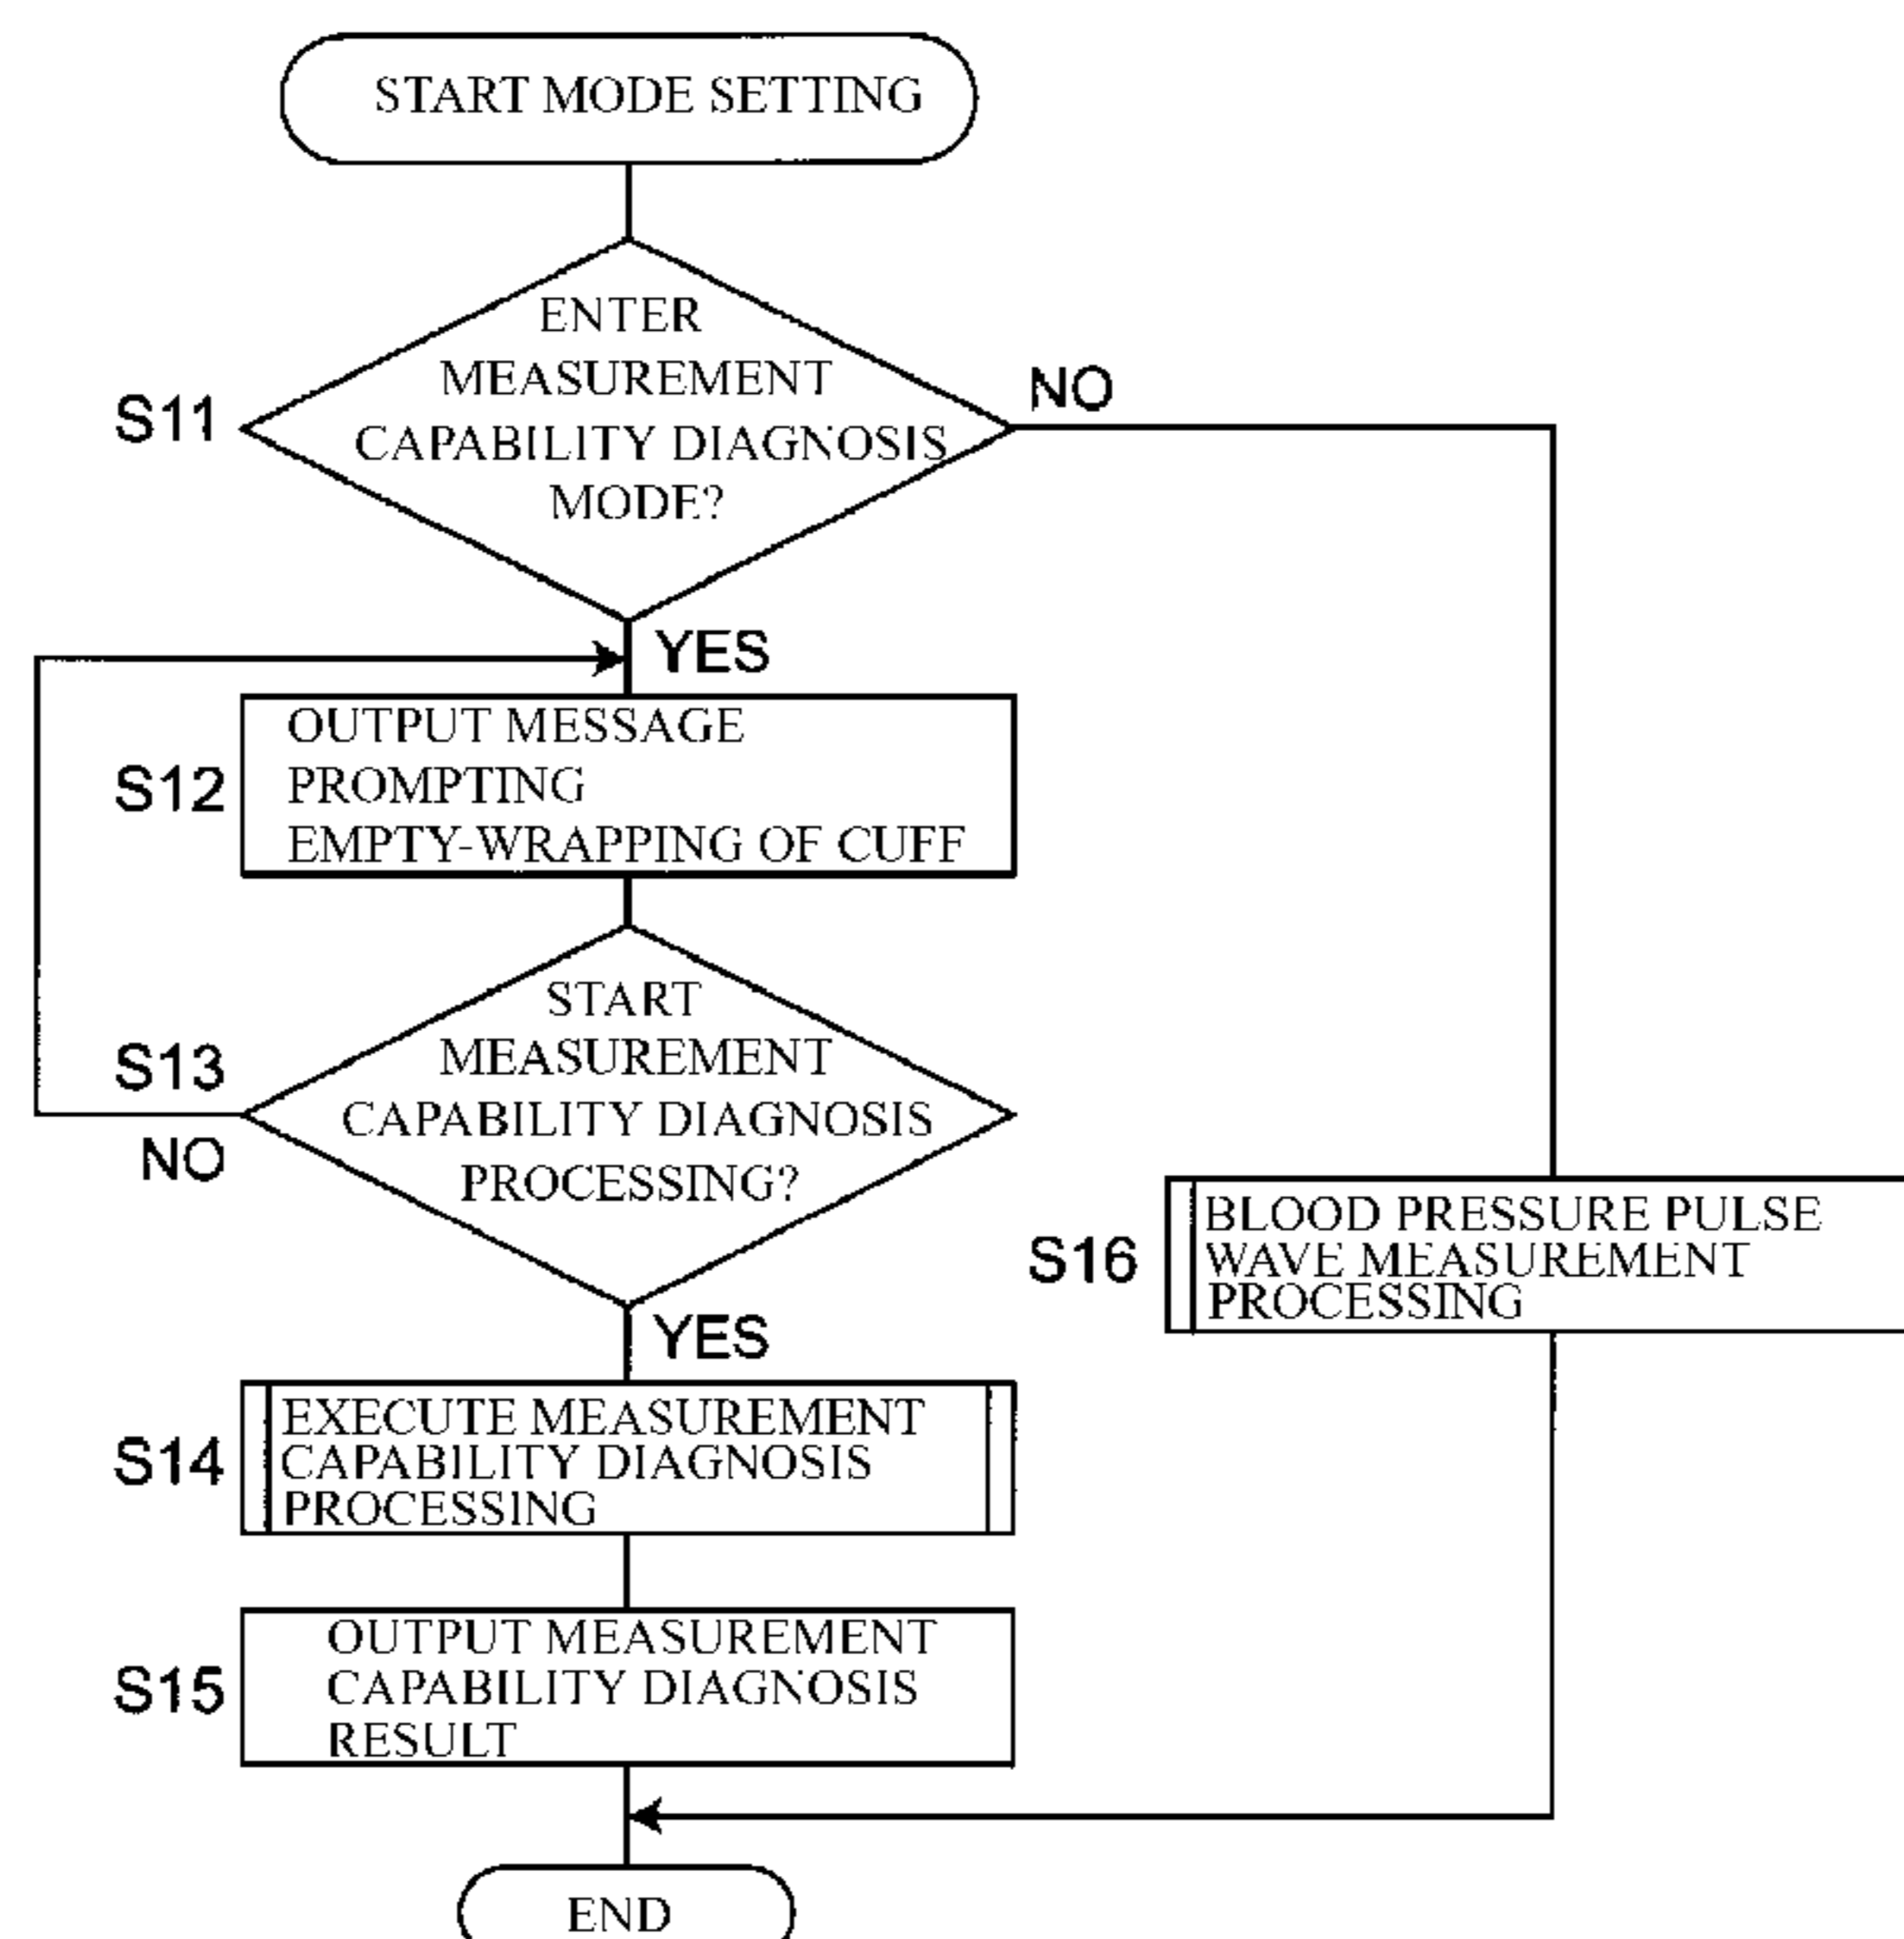 START MODE SETTING
ENTER
MEASUREMENT
CAPABILITY DIAGNOSIS
MODE?
S11
NO
YES
OUTPUT MESSAGE
PROMPTING
EMPTY-WRAPPING OF CUFF
S12
START
MEASUREMENT
CAPABILITY DIAGNOSIS
PROCESSING?
S13
NO
YES
BLOOD PRESSURE PULSE
WAVE MEASUREMENT
PROCESSING
S16
EXECUTE MEASUREMENT
CAPABILITY DIAGNOSIS
PROCESSING
S14
OUTPUT MEASUREMENT
CAPABILITY DIAGNOSIS
RESULT
S15
END